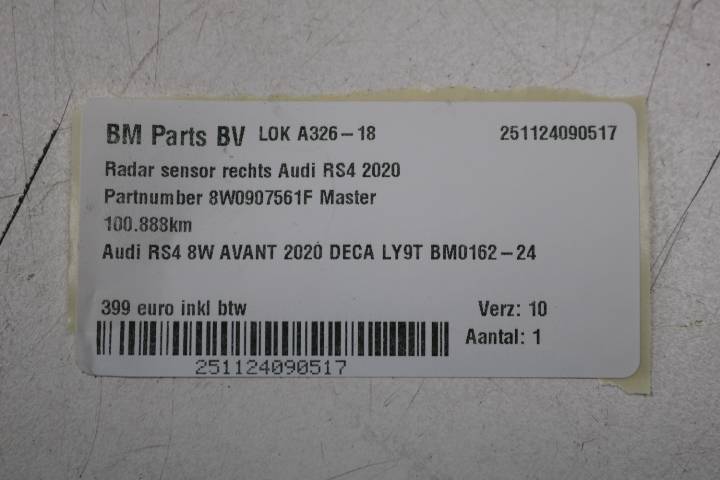 BM Parts BV LOK A326-18 251124090517
Radar sensor rechts Audi RS4 2020
Partnumber 8W0907561F Master
100.888km
Audi RS4 8W AVANT 2020 DECA LY9T BM0162-24
399 euro inkl btw Verz: 10
Aantal: 1
251124090517